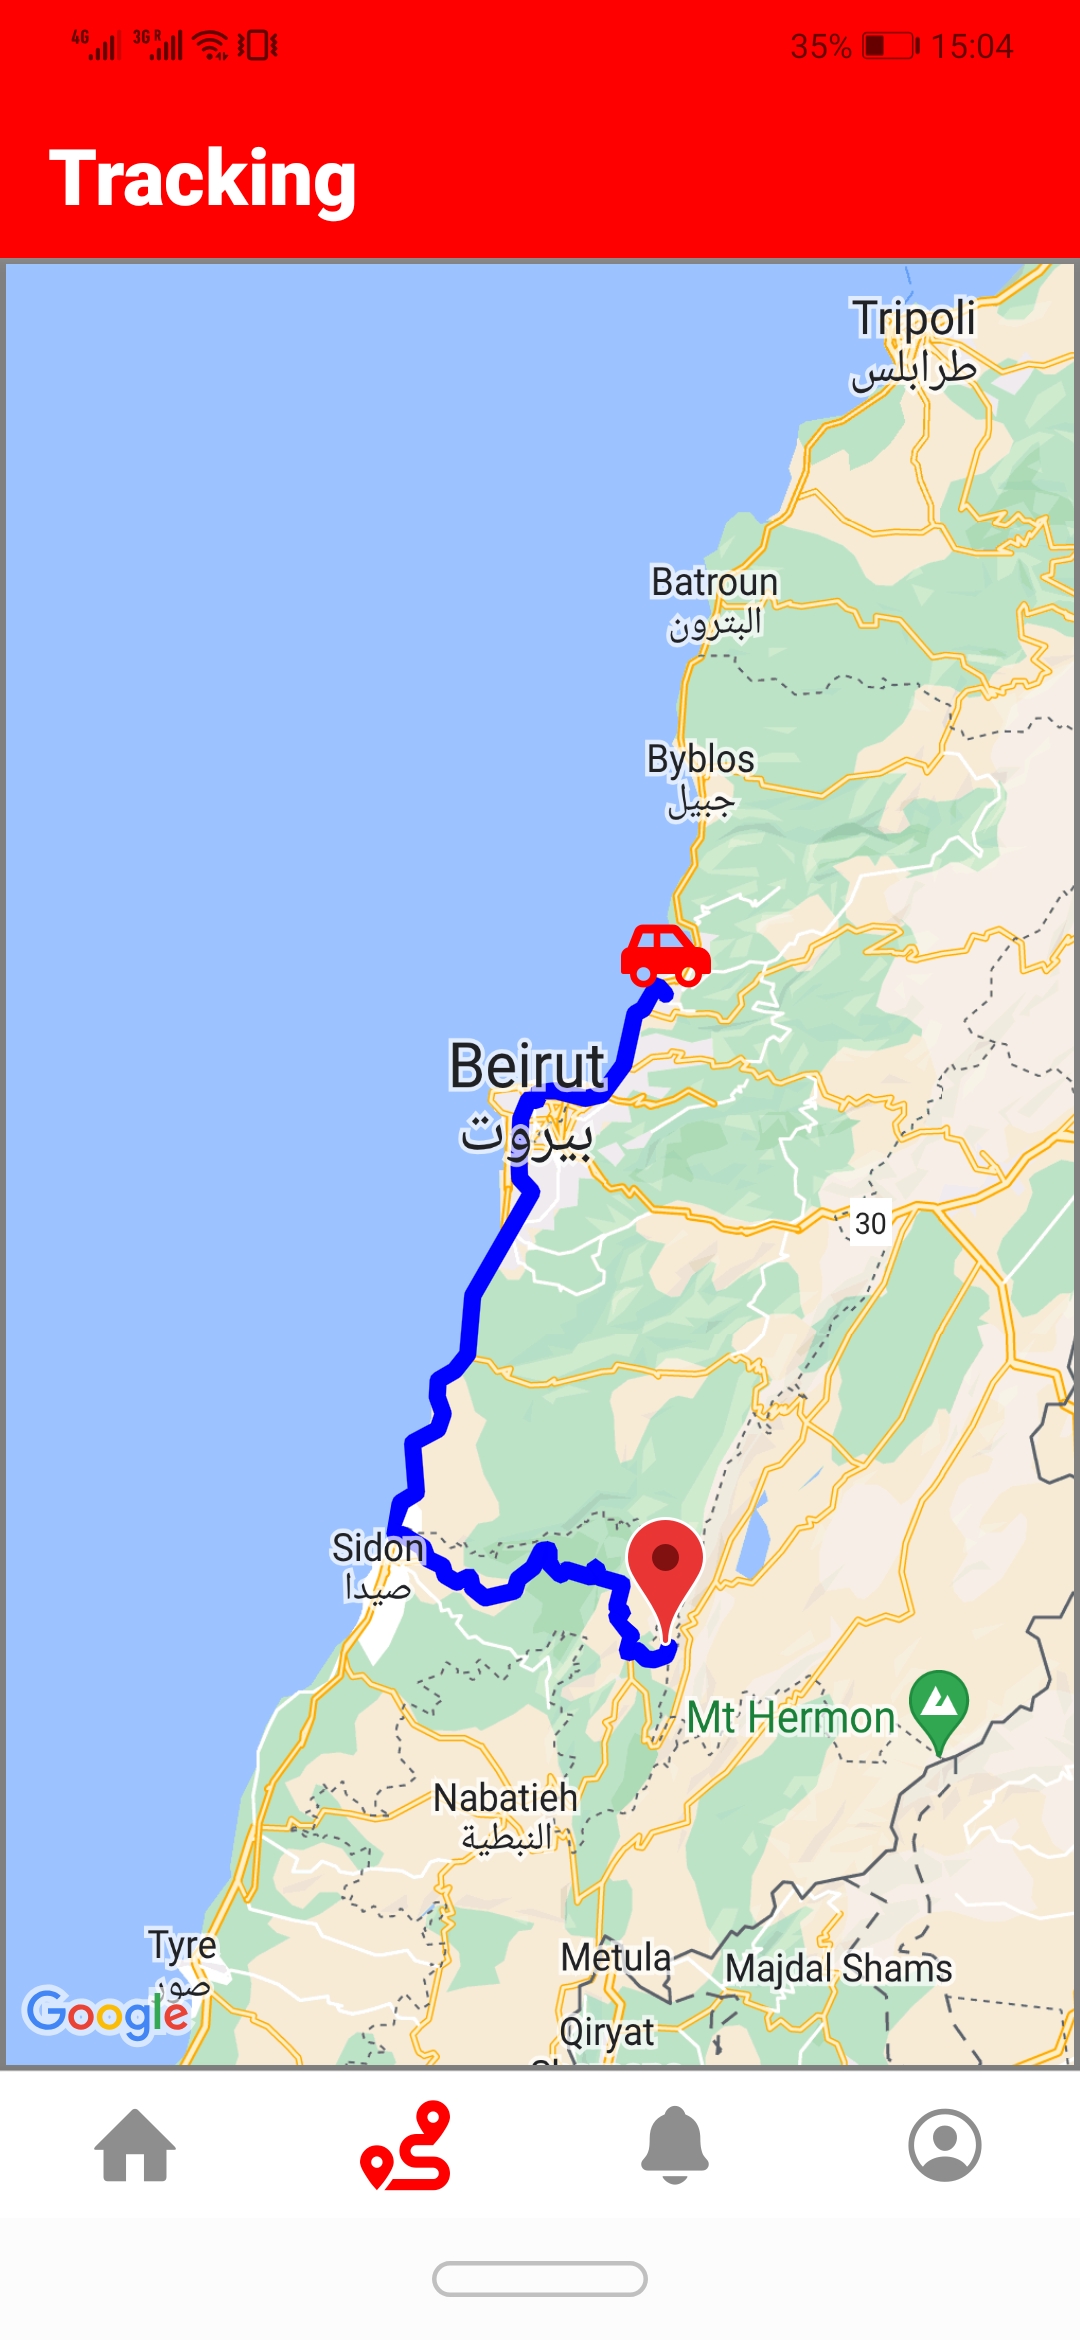 4G 3G R 35% 15:04
Tracking
Tripoli
طرابلس
Batroun
البترون
Byblos
جبيل
Beirut
بيروت
30
Sidon
صيدا
Mt Hermon
Nabatieh
النبطية
Tyre
صور
Metula
Majdal Shams
Google
Qiryat